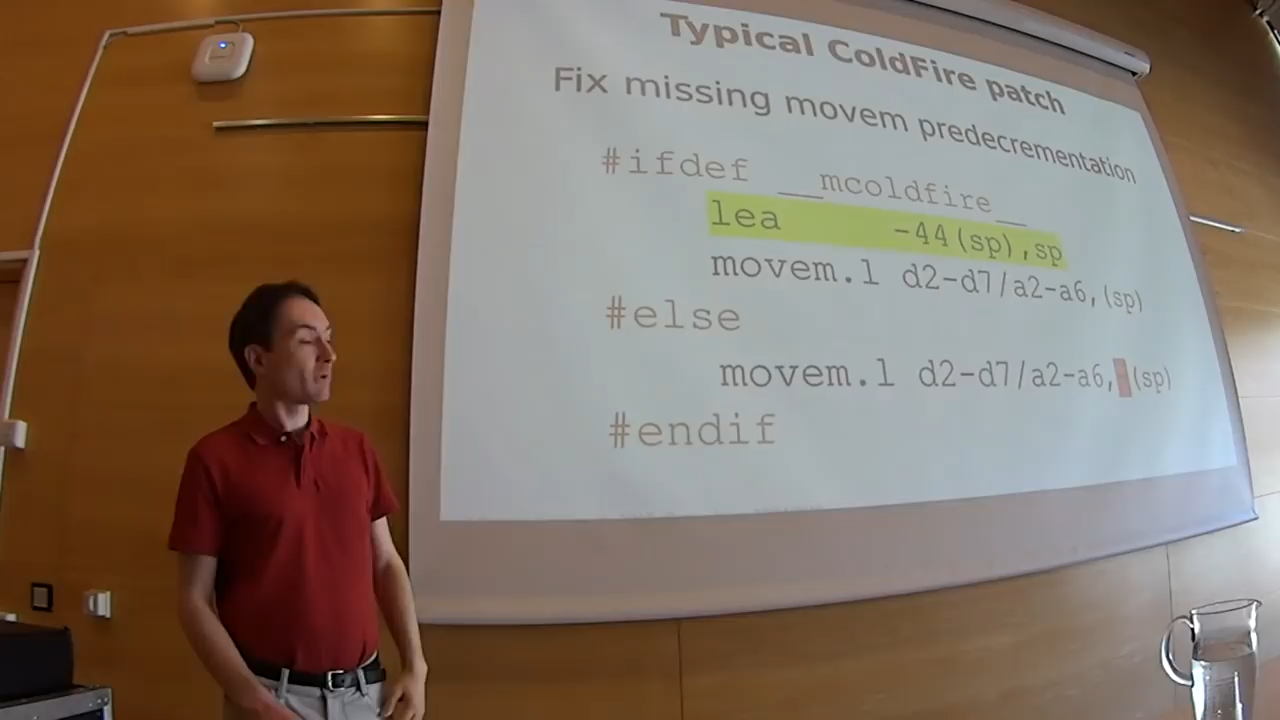 Typical ColdFire patch
Fix missing movem predecrementation
#ifdef __mcoldfire__
lea -44(sp),sp
movem.l d2-d7/a2-a6,(sp)
#else
movem.l d2-d7/a2-a6,-(sp)
#endif